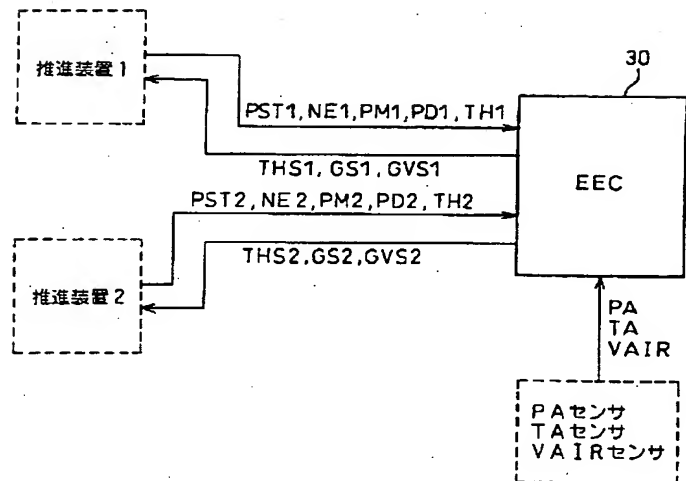 推進装置1
30
PST1,NE1,PM1,PD1,TH1
THS1,GS1,GVS1
EEC
PST2,NE2,PM2,PD2,TH2
THS2,GS2,GVS2
推進装置2
PA
TA
VAIR
PAセンサ
TAセンサ
VAIRセンサ